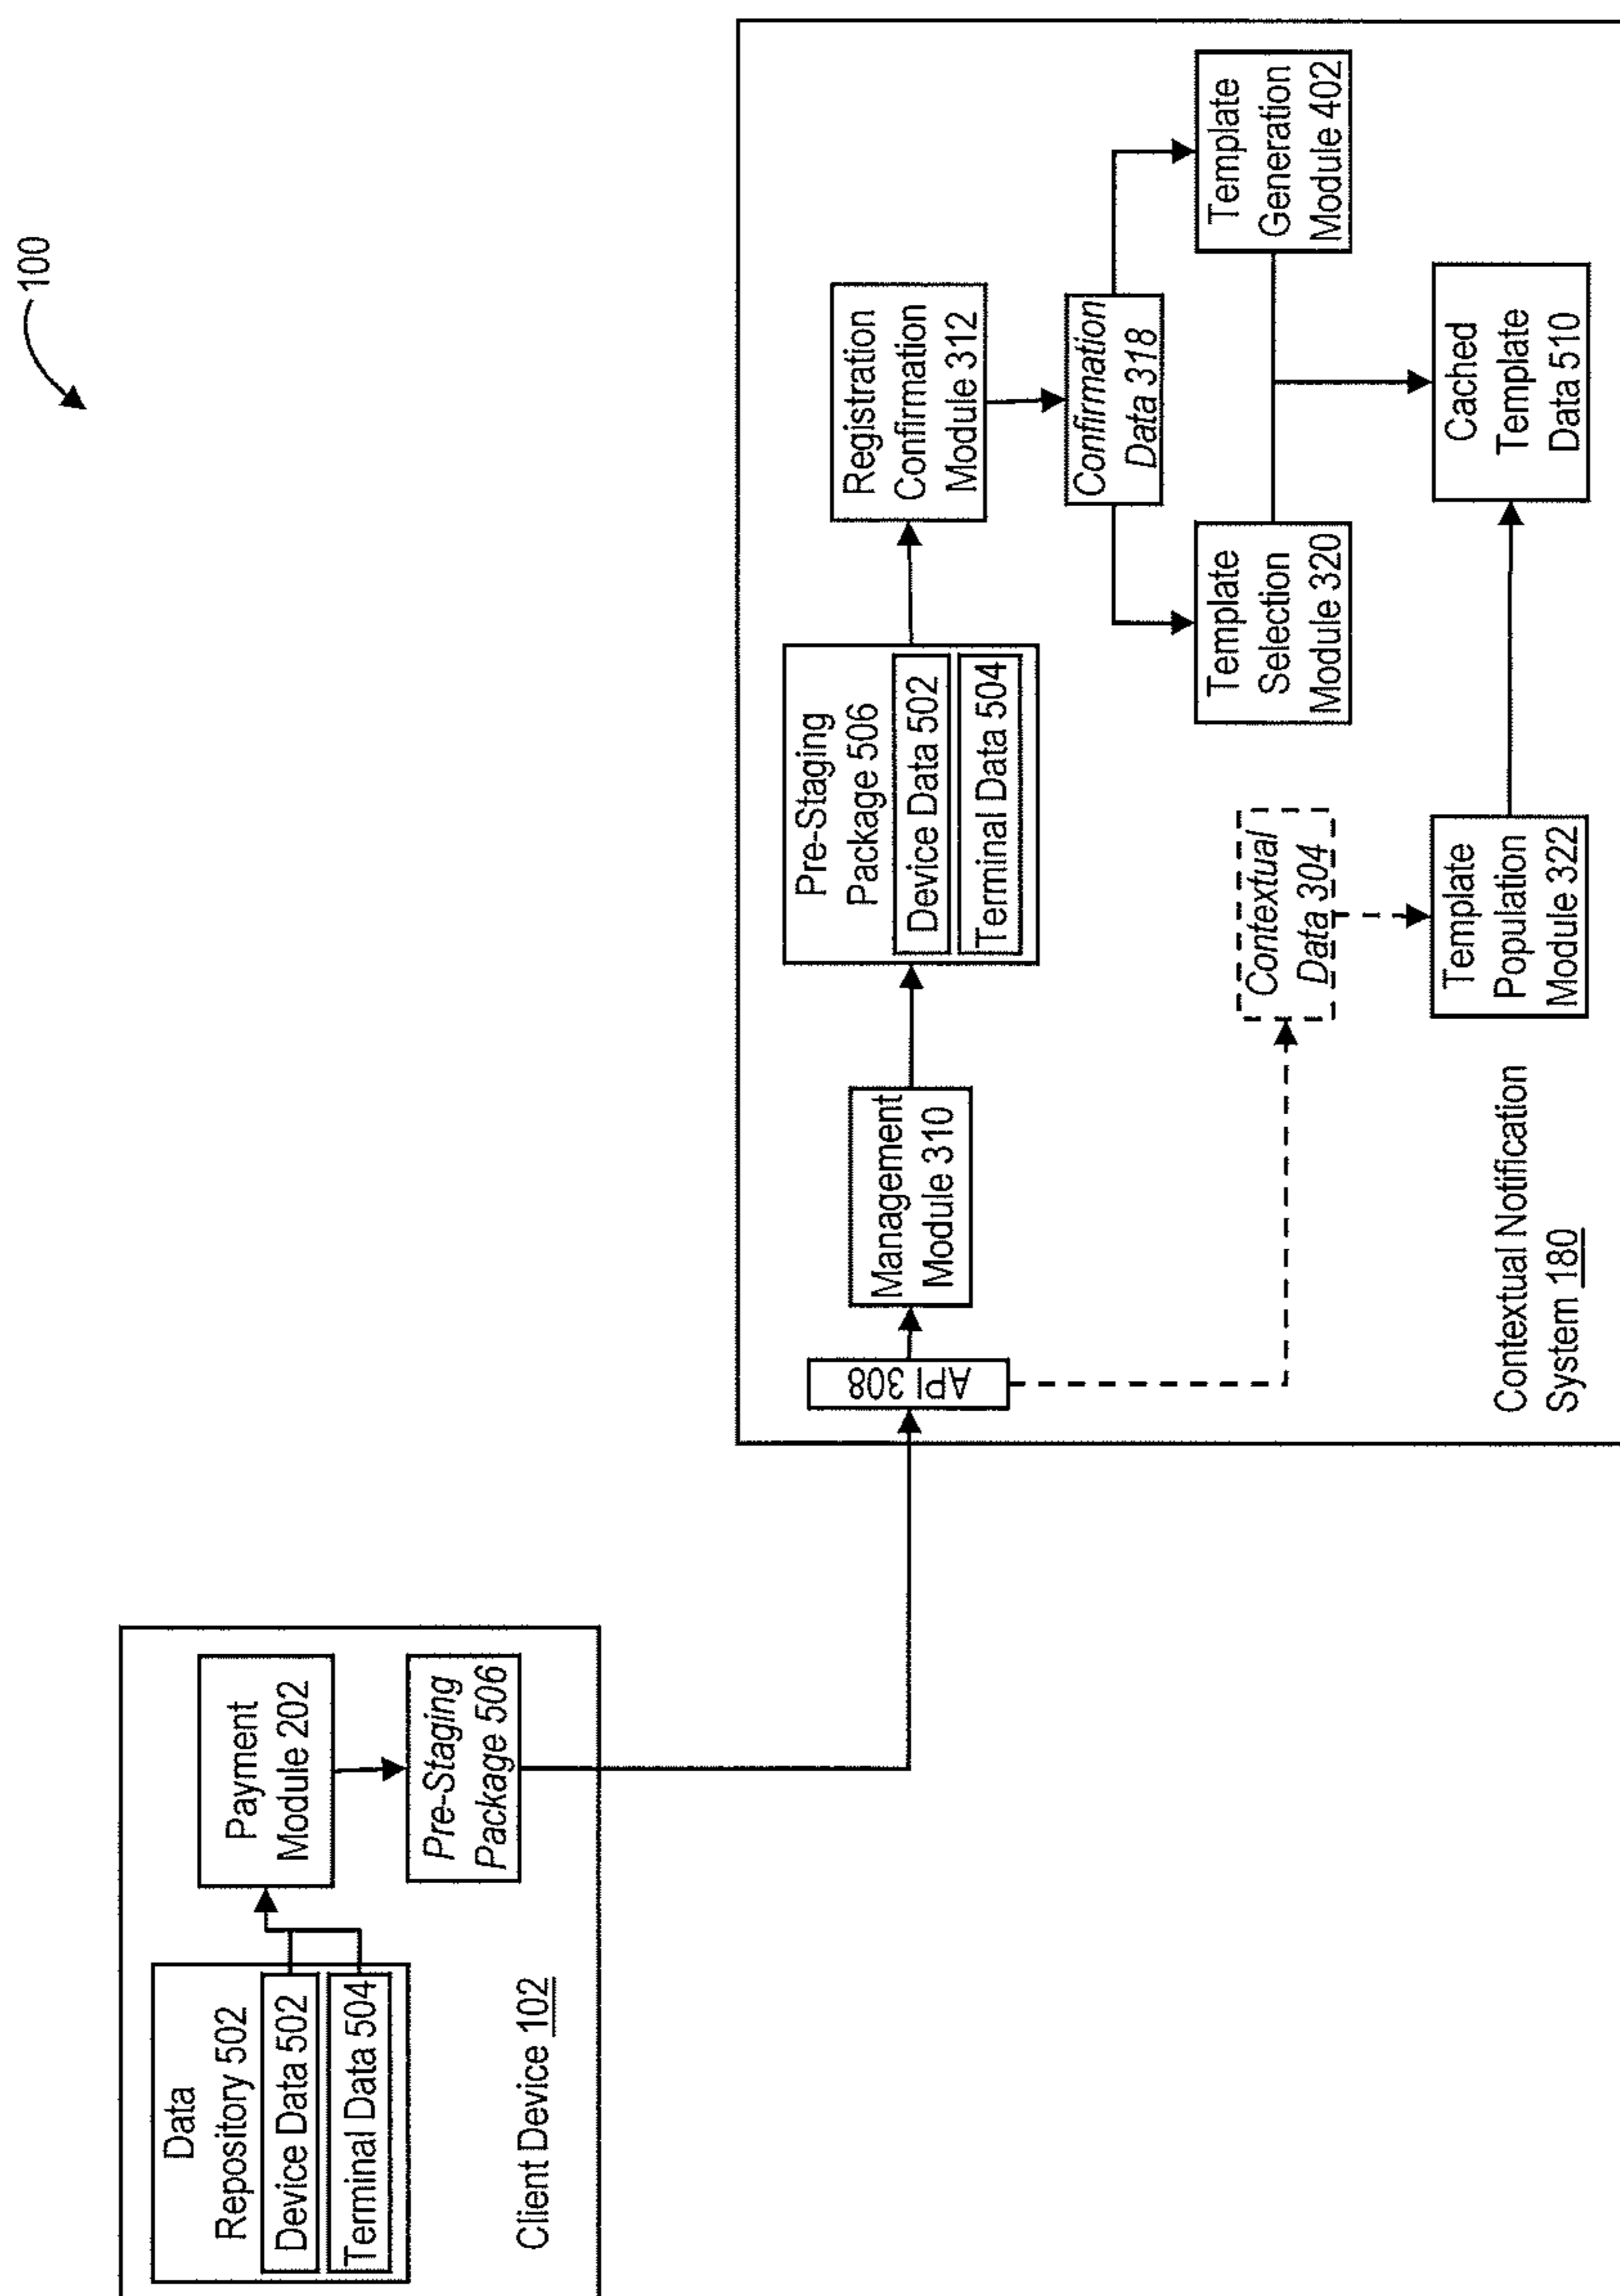 100
Data
Repository 502
Device Data 502
Terminal Data 504
Payment
Module 202
Pre-Staging
Package 506
Client Device 102
API 308
Management
Module 310
Pre-Staging
Package 506
Device Data 502
Terminal Data 504
Registration
Confirmation
Module 312
Confirmation
Data 318
Template
Selection
Module 320
Template
Generation
Module 402
Contextual
Data 304
Template
Population
Module 322
Cached
Template
Data 510
Contextual Notification
System 180